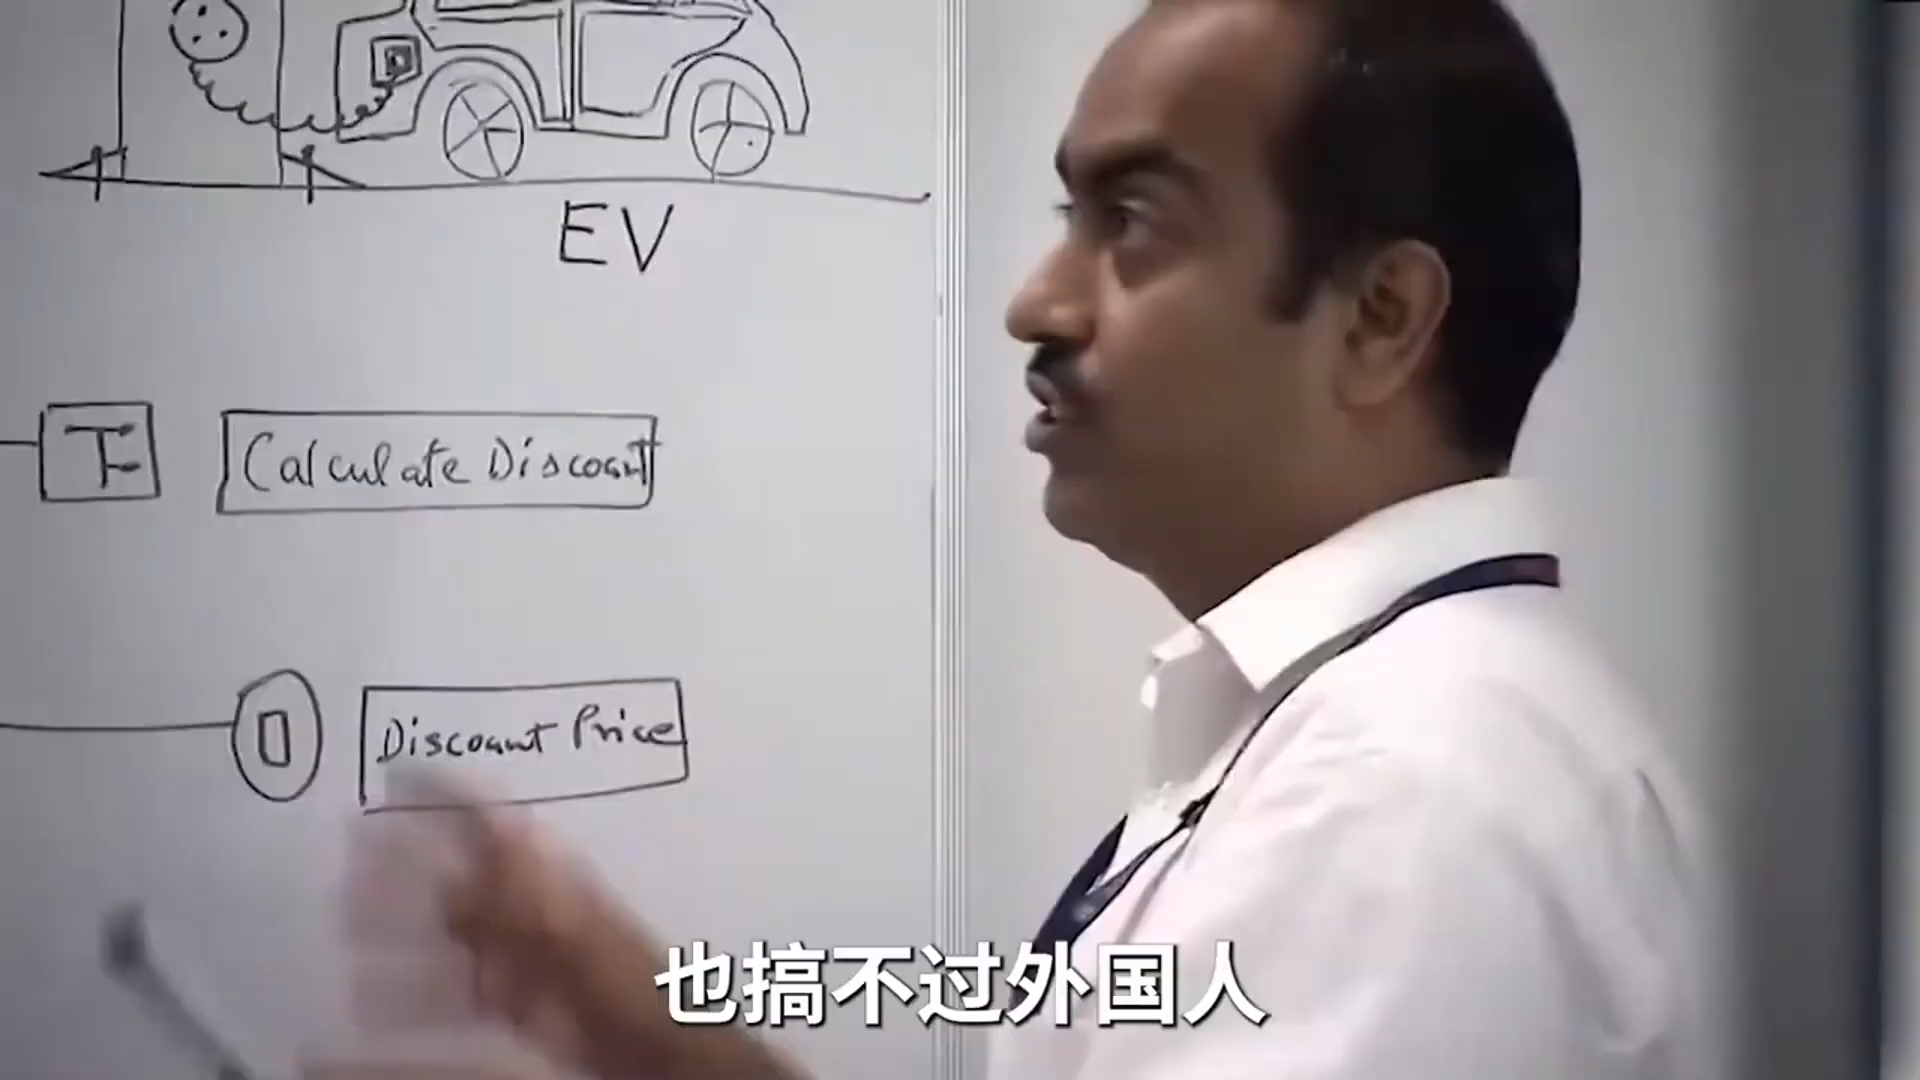 EV
Calculate Discount
Discount Price
也搞不过外国人